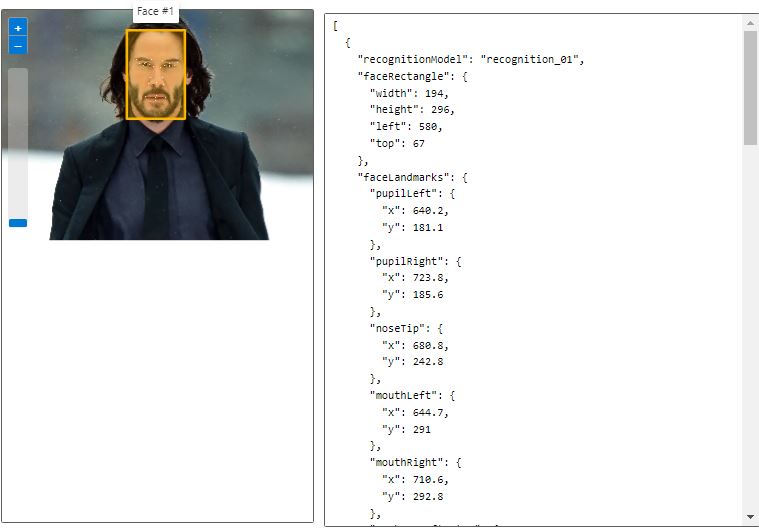 Face #1
+
−
[
{
"recognitionModel": "recognition_01",
"faceRectangle": {
"width": 194,
"height": 296,
"left": 580,
"top": 67
},
"faceLandmarks": {
"pupilLeft": {
"x": 640.2,
"y": 181.1
},
"pupilRight": {
"x": 723.8,
"y": 185.6
},
"noseTip": {
"x": 680.8,
"y": 242.8
},
"mouthLeft": {
"x": 644.7,
"y": 291
},
"mouthRight": {
"x": 710.6,
"y": 292.8
},